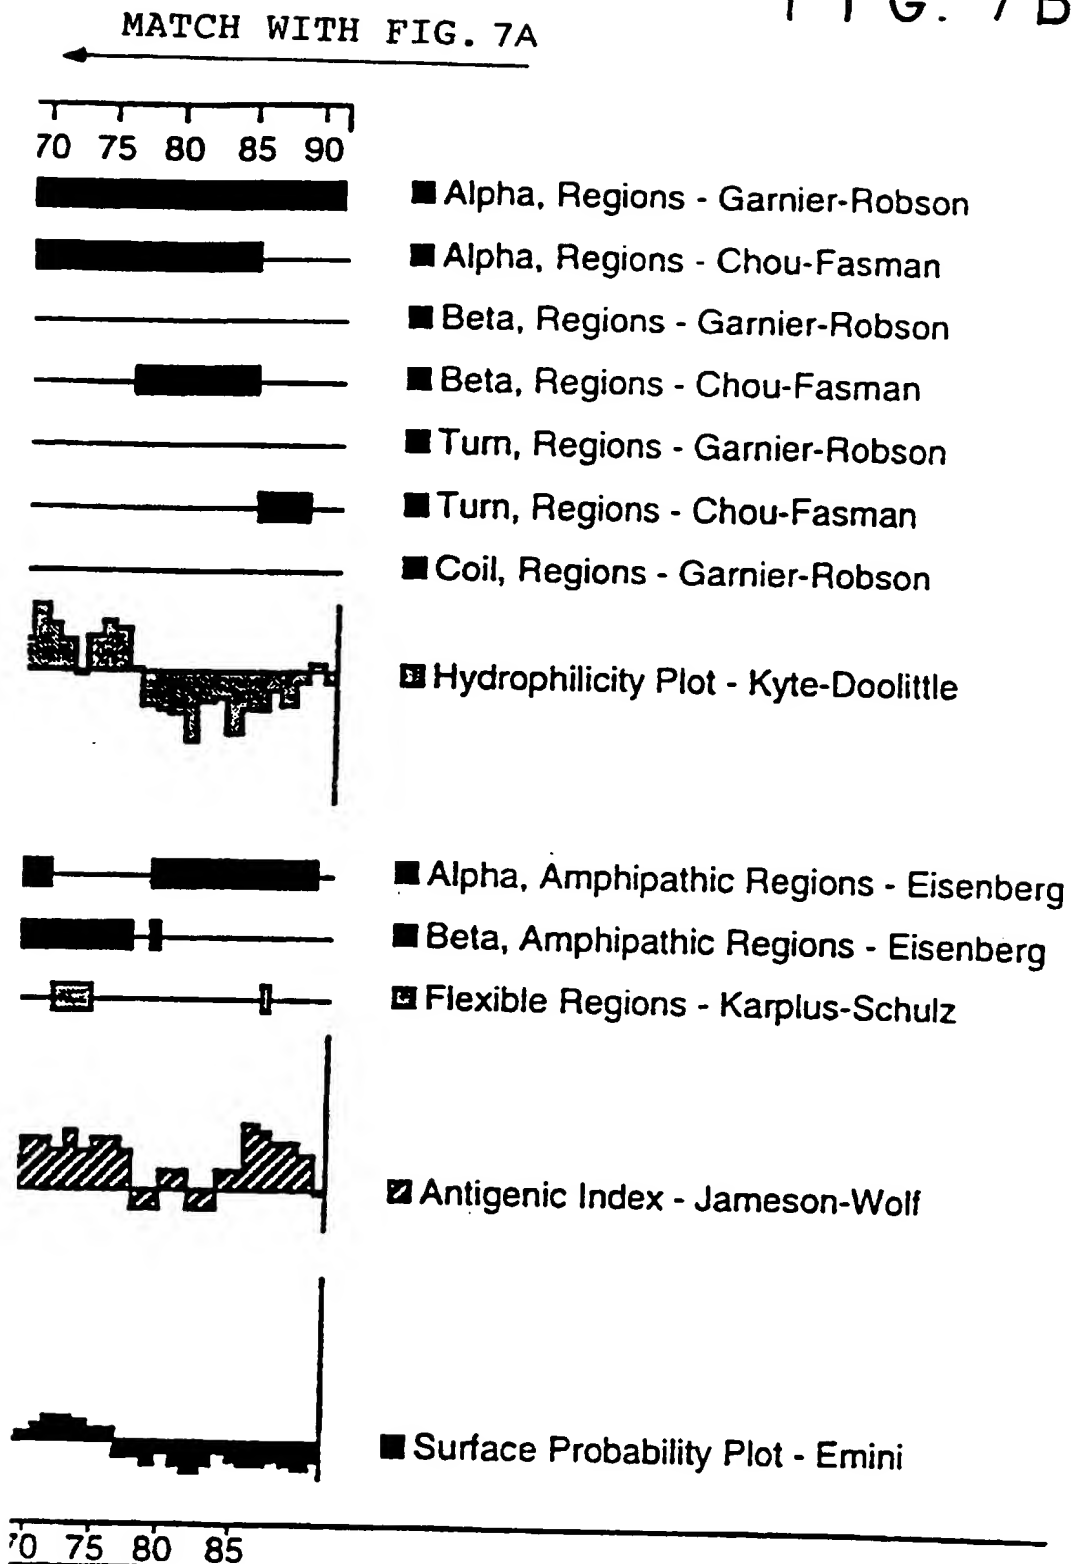 FIG. 7B
MATCH WITH FIG. 7A
70 75 80 85 90
Alpha, Regions - Garnier-Robson
Alpha, Regions - Chou-Fasman
Beta, Regions - Garnier-Robson
Beta, Regions - Chou-Fasman
Turn, Regions - Garnier-Robson
Turn, Regions - Chou-Fasman
Coil, Regions - Garnier-Robson
Hydrophilicity Plot - Kyte-Doolittle
Alpha, Amphipathic Regions - Eisenberg
Beta, Amphipathic Regions - Eisenberg
Flexible Regions - Karplus-Schulz
Antigenic Index - Jameson-Wolf
Surface Probability Plot - Emini
70 75 80 85